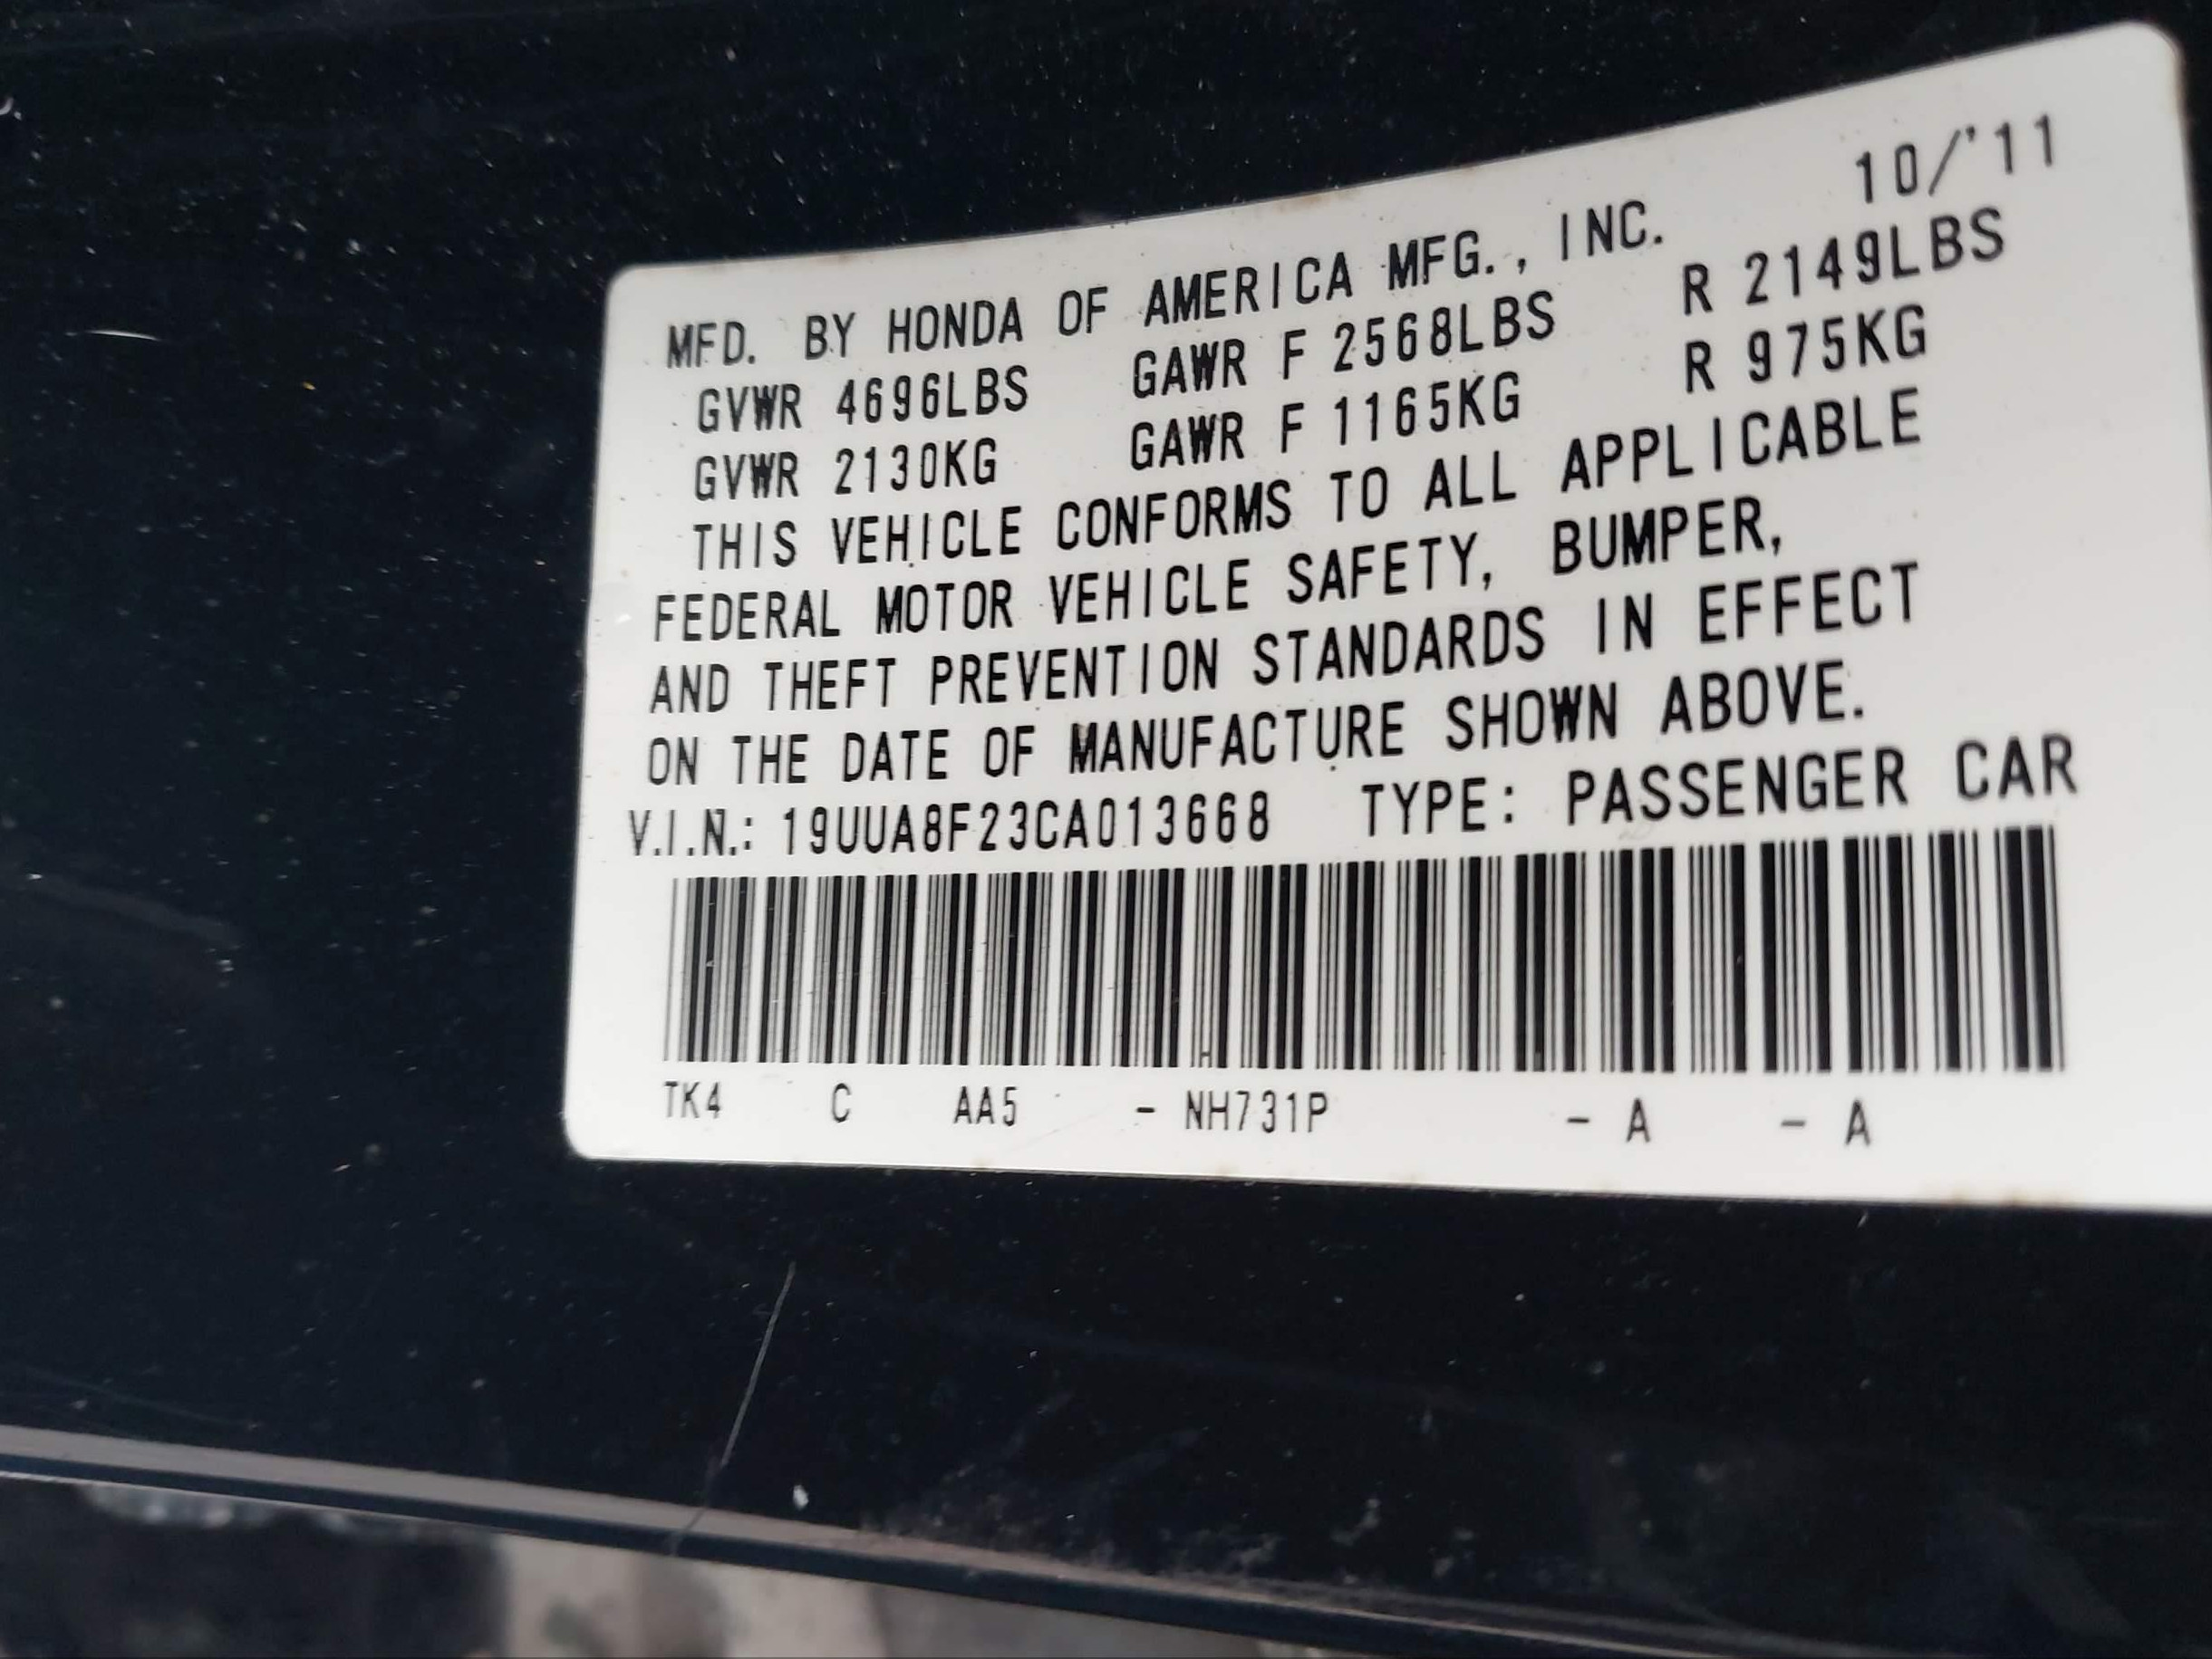 10/'11
MFD. BY HONDA OF AMERICA MFG., INC.
GVWR 4696LBS GAWR F 2568LBS R 2149LBS
GVWR 2130KG GAWR F 1165KG R 975KG
THIS VEHICLE CONFORMS TO ALL APPLICABLE
FEDERAL MOTOR VEHICLE SAFETY, BUMPER,
AND THEFT PREVENTION STANDARDS IN EFFECT
ON THE DATE OF MANUFACTURE SHOWN ABOVE.
V.I.N.: 19UUA8F23CA013668 TYPE: PASSENGER CAR
TK4 C AA5 - NH731P - A - A